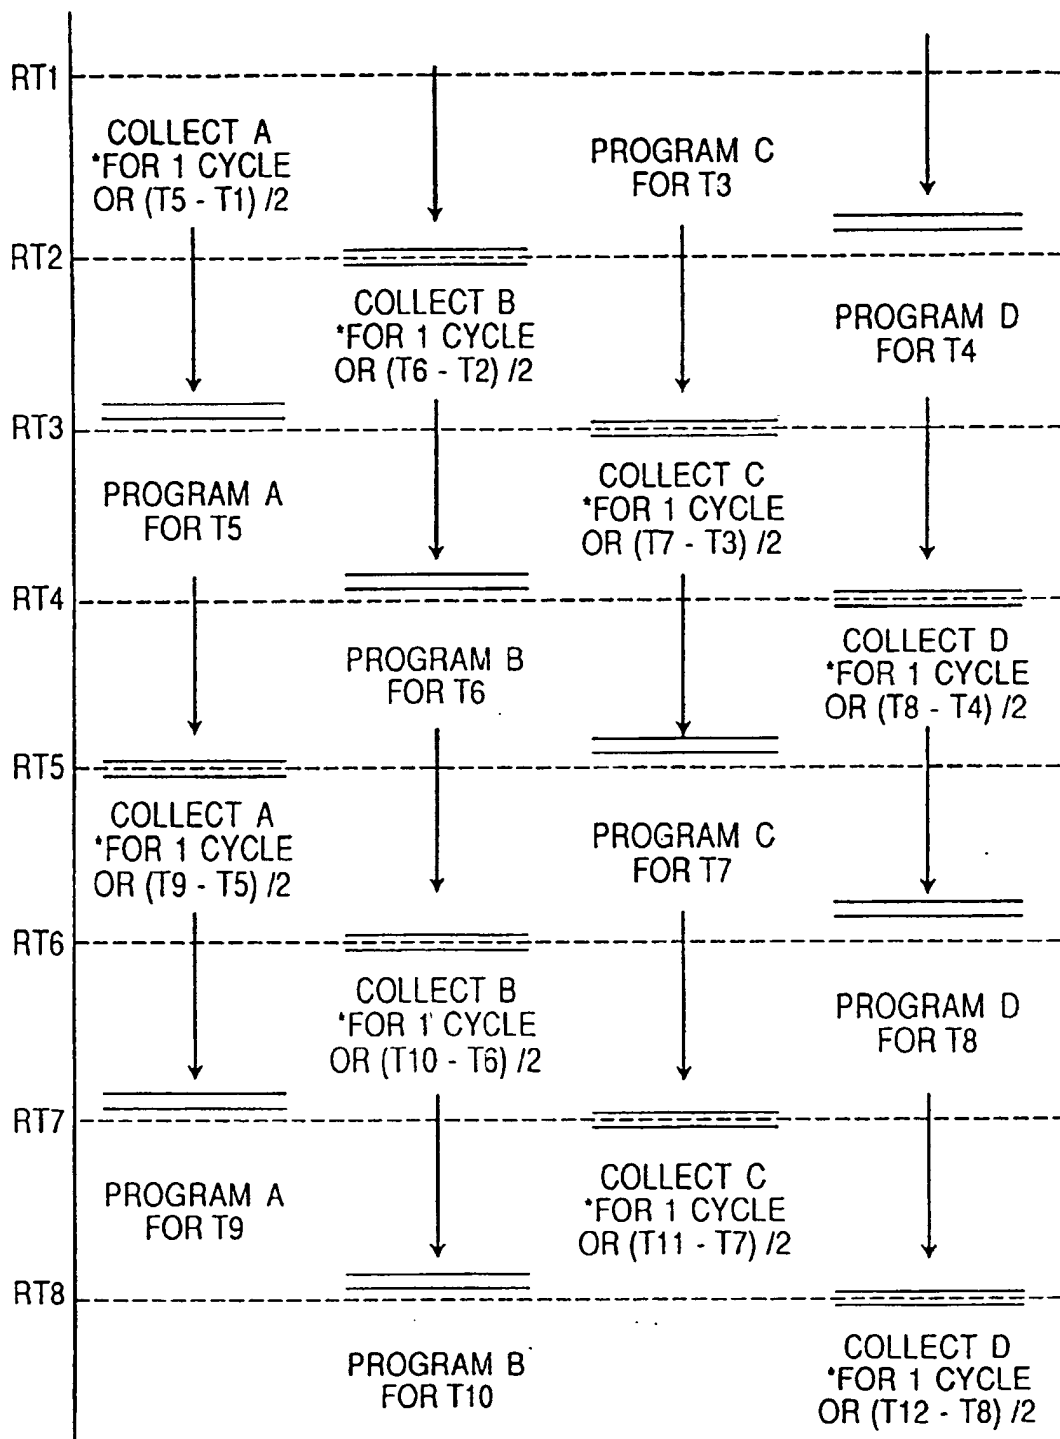 RT1
COLLECT A
*FOR 1 CYCLE
OR (T5 - T1) /2
PROGRAM C
FOR T3
RT2
COLLECT B
*FOR 1 CYCLE
OR (T6 - T2) /2
PROGRAM D
FOR T4
RT3
PROGRAM A
FOR T5
COLLECT C
*FOR 1 CYCLE
OR (T7 - T3) /2
RT4
PROGRAM B
FOR T6
COLLECT D
*FOR 1 CYCLE
OR (T8 - T4) /2
RT5
COLLECT A
*FOR 1 CYCLE
OR (T9 - T5) /2
PROGRAM C
FOR T7
RT6
COLLECT B
*FOR 1 CYCLE
OR (T10 - T6) /2
PROGRAM D
FOR T8
RT7
PROGRAM A
FOR T9
COLLECT C
*FOR 1 CYCLE
OR (T11 - T7) /2
RT8
PROGRAM B
FOR T10
COLLECT D
*FOR 1 CYCLE
OR (T12 - T8) /2